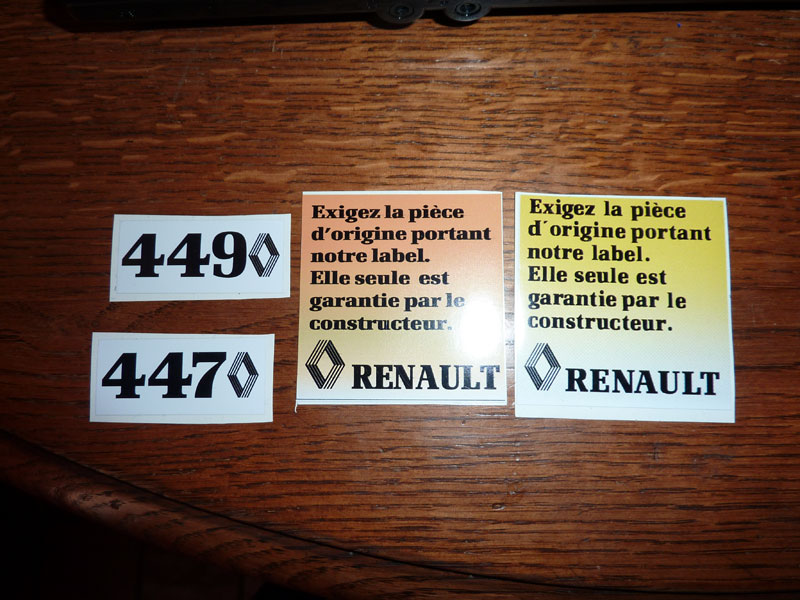 449
447
Exigez la pièce
d'origine portant
notre label.
Elle seule est
garantie par le
constructeur.
RENAULT
Exigez la pièce
d'origine portant
notre label.
Elle seule est
garantie par le
constructeur.
RENAULT